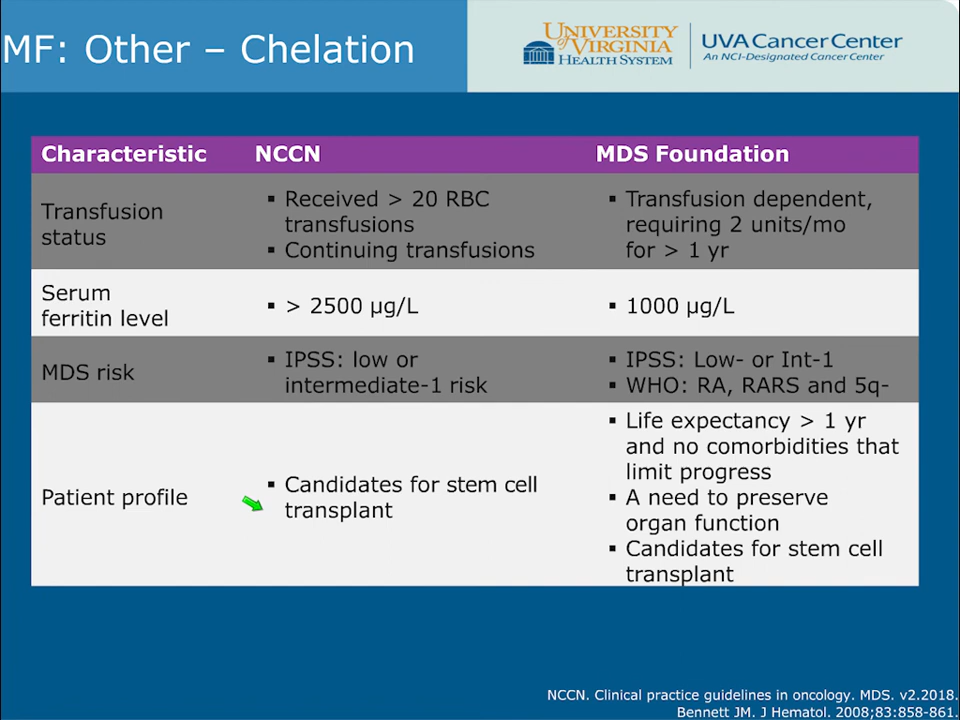 MF: Other – Chelation
UNIVERSITY
of VIRGINIA
HEALTH SYSTEM
UVA Cancer Center
An NCI-Designated Cancer Center
Characteristic NCCN MDS Foundation
Transfusion
status
▪ Received > 20 RBC
transfusions
▪ Continuing transfusions
▪ Transfusion dependent,
requiring 2 units/mo
for > 1 yr
Serum
ferritin level
▪ > 2500 µg/L
▪ 1000 µg/L
MDS risk
▪ IPSS: low or
intermediate-1 risk
▪ IPSS: Low- or Int-1
▪ WHO: RA, RARS and 5q-
Patient profile
▪ Candidates for stem cell
transplant
▪ Life expectancy > 1 yr
and no comorbidities that
limit progress
▪ A need to preserve
organ function
▪ Candidates for stem cell
transplant
NCCN. Clinical practice guidelines in oncology. MDS. v2.2018.
Bennett JM. J Hematol. 2008;83:858-861.